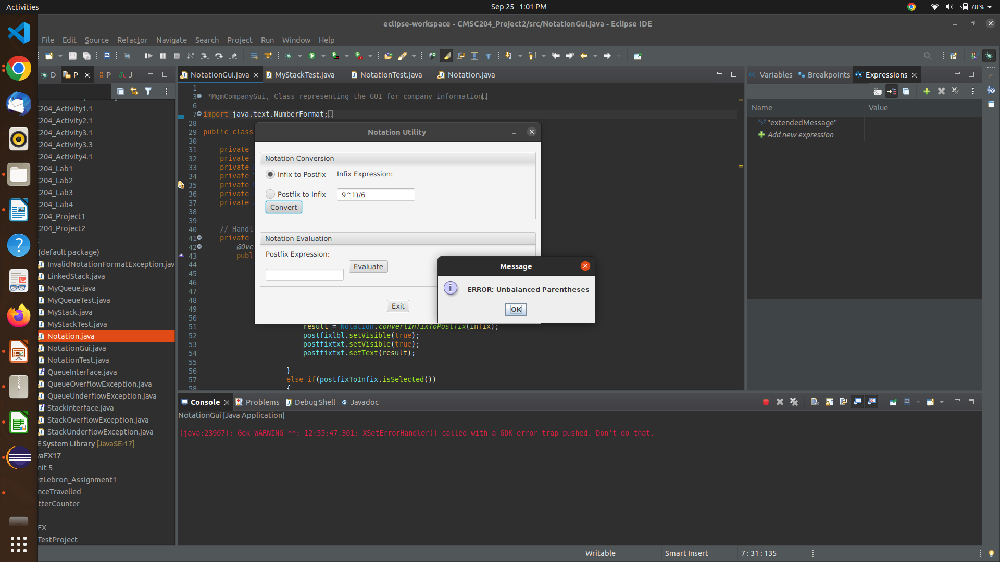 Activities
Sep 25 1:01 PM
78 %
eclipse-workspace - CMSC204_Project2/src/NotationGui.java - Eclipse IDE
File Edit Source Refactor Navigate Search Project Run Window Help
D P P J
NotationGui.java MyStackTest.java NotationTest.java Notation.java
Variables Breakpoints Expressions
C204_Activity1.1
C204_Activity2.1
C204_Activity3.1
C204_Activity3.3
C204_Activity4.1
C204_Lab1
C204_Lab2
C204_Lab3
C204_Lab4
C204_Project1
C204_Project2
(default package)
InvalidNotationFormatException.jav
LinkedStack.java
MyQueue.java
MyQueueTest.java
MyStack.java
MyStackTest.java
Notation.java
NotationGui.java
NotationTest.java
QueueInterface.java
QueueOverflowException.java
QueueUnderflowException.java
StackInterface.java
StackOverflowException.java
StackUnderflowException.java
E System Library [JavaSE-17]
vaFX17
nit 5
ezLebron_Assignment1
nceTravelled
tterCounter
FX
TestProject
1
3 *MgmCompanyGui, Class representing the GUI for company information
6
7 import java.text.NumberFormat;
28
29 public class
30
31 private
32 private
33 private
34 private
35 private
36 private
37 private
38
39
40 // Handl
41 private
42 @Ove
43 publ
44
45
46
47
48
49
50
51 result = Notation.convertInfixToPostfix(infix);
52 postfixlbl.setVisible(true);
53 postfixtxt.setVisible(true);
54 postfixtxt.setText(result);
55
56 }
57 else if(postfixToInfix.isSelected())
58 {
Notation Utility
Notation Conversion
Infix to Postfix Infix Expression:
Postfix to Infix 9^1)/6
Convert
Notation Evaluation
Postfix Expression:
Evaluate
Exit
Message
ERROR: Unbalanced Parentheses
OK
Name Value
"extendedMessage"
Add new expression
Console Problems Debug Shell Javadoc
NotationGui [Java Application]
(java:23907): Gdk-WARNING **: 12:55:47.301: XSetErrorHandler() called with a GDK error trap pushed. Don't do that.
Writable Smart Insert 7 : 31 : 135